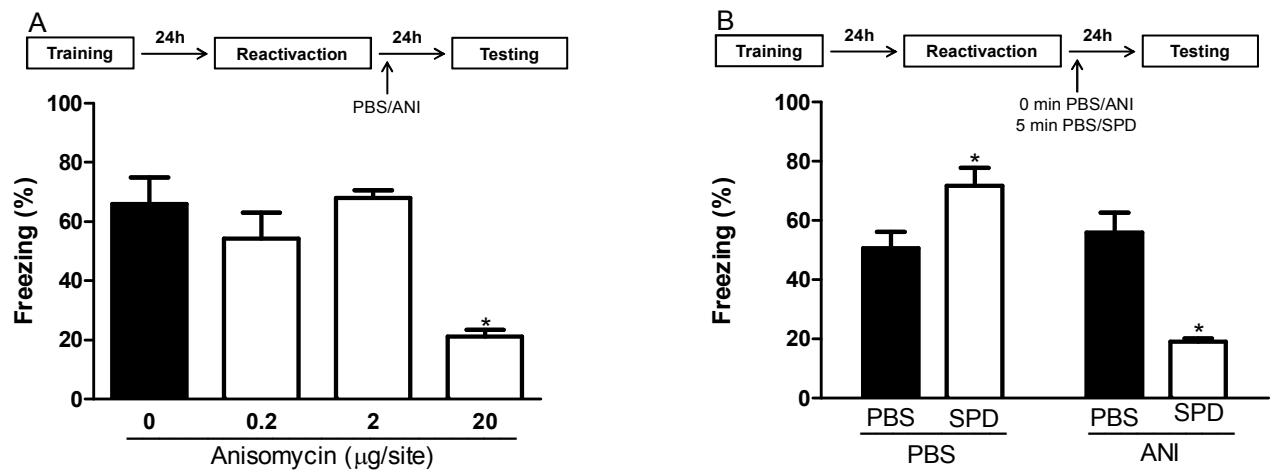 A
24h
24h
Training
Reactivaction
Testing
PBS/ANI
Freezing (%)
100
80
60
40
20
0
*
0
0.2
2
20
Anisomycin (μg/site)
B
24h
24h
Training
Reactivaction
Testing
0 min PBS/ANI
5 min PBS/SPD
Freezing (%)
100
80
60
40
20
0
*
*
PBS
SPD
PBS
SPD
PBS
ANI